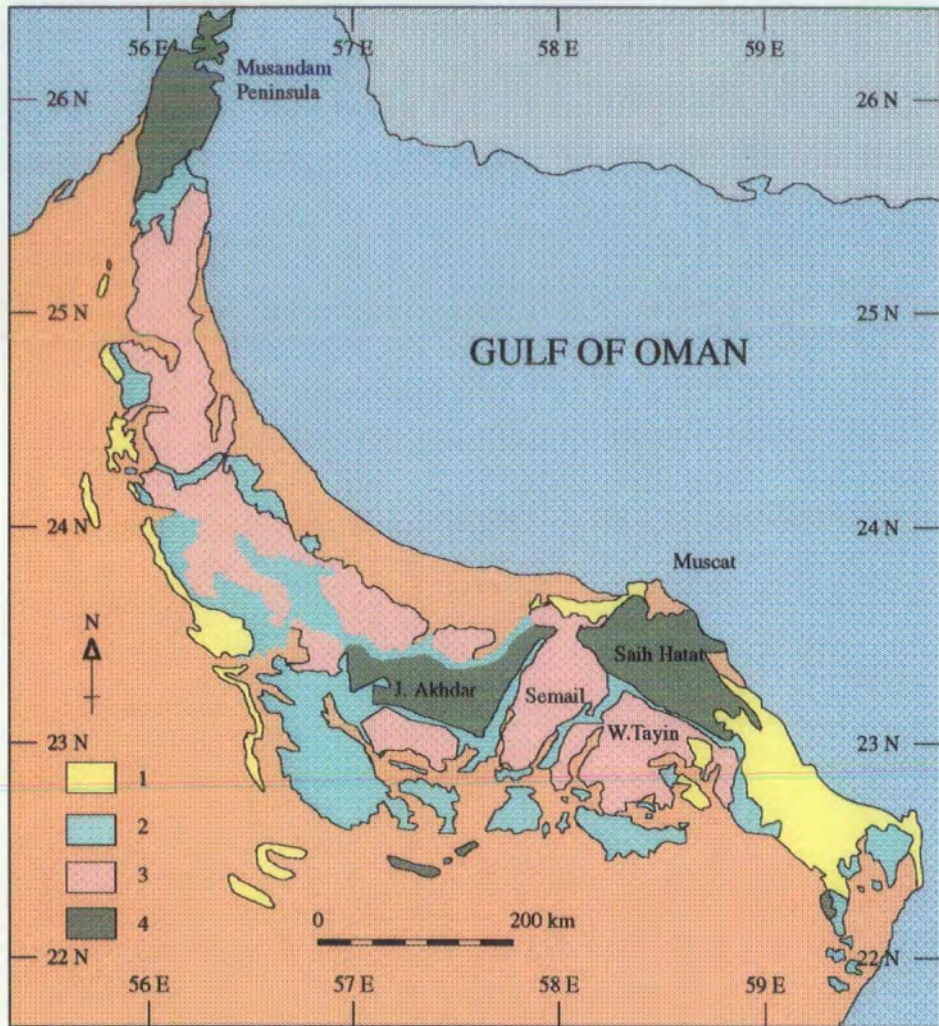 56 E
57 E
58 E
59 E
Musandam
Peninsula
26 N
26 N
25 N
25 N
GULF OF OMAN
24 N
24 N
Muscat
N
Saih Hatat
J. Akhdar
Semail
W.Tayin
23 N
23 N
1
2
3
4
0
200 km
22 N
22 N
56 E
57 E
58 E
59 E